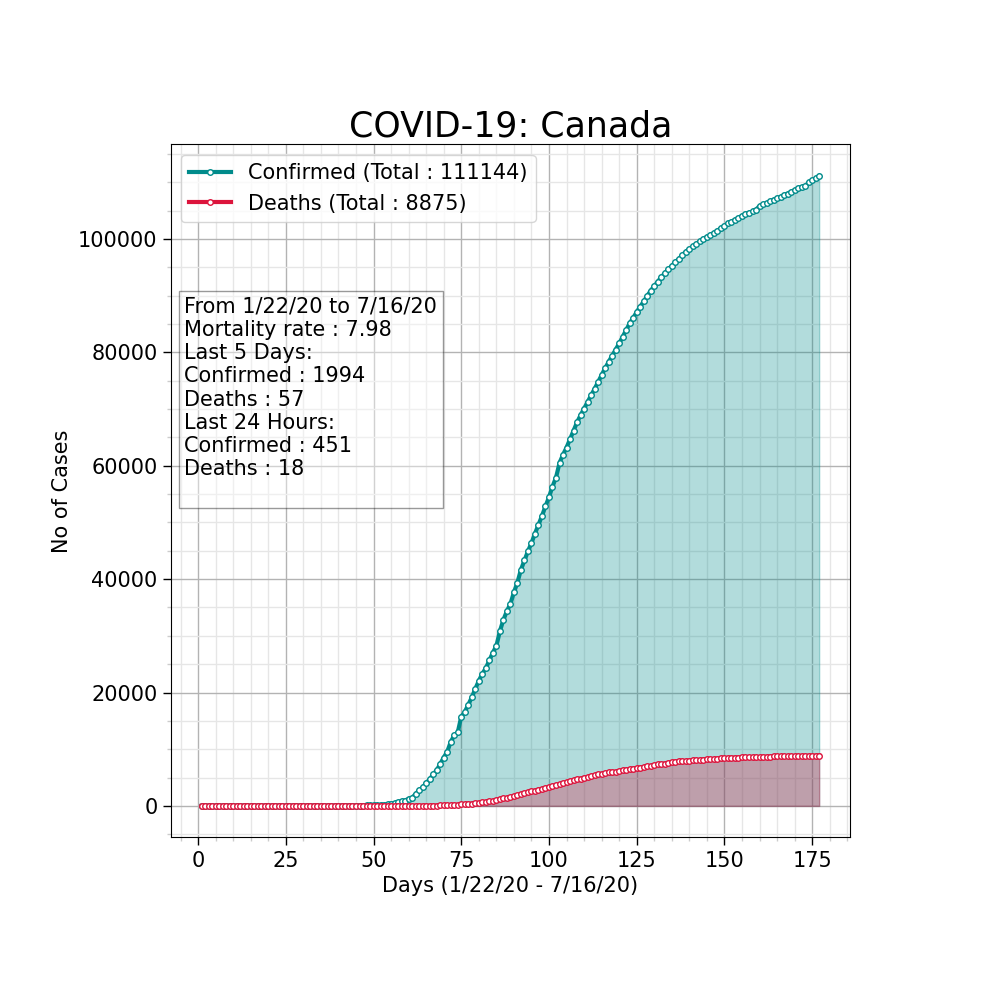 COVID-19: Canada
Confirmed (Total : 111144)
Deaths (Total : 8875)
From 1/22/20 to 7/16/20
Mortality rate : 7.98
Last 5 Days:
Confirmed : 1994
Deaths : 57
Last 24 Hours:
Confirmed : 451
Deaths : 18
No of Cases
100000
80000
60000
40000
20000
0
0 25 50 75 100 125 150 175
Days (1/22/20 - 7/16/20)